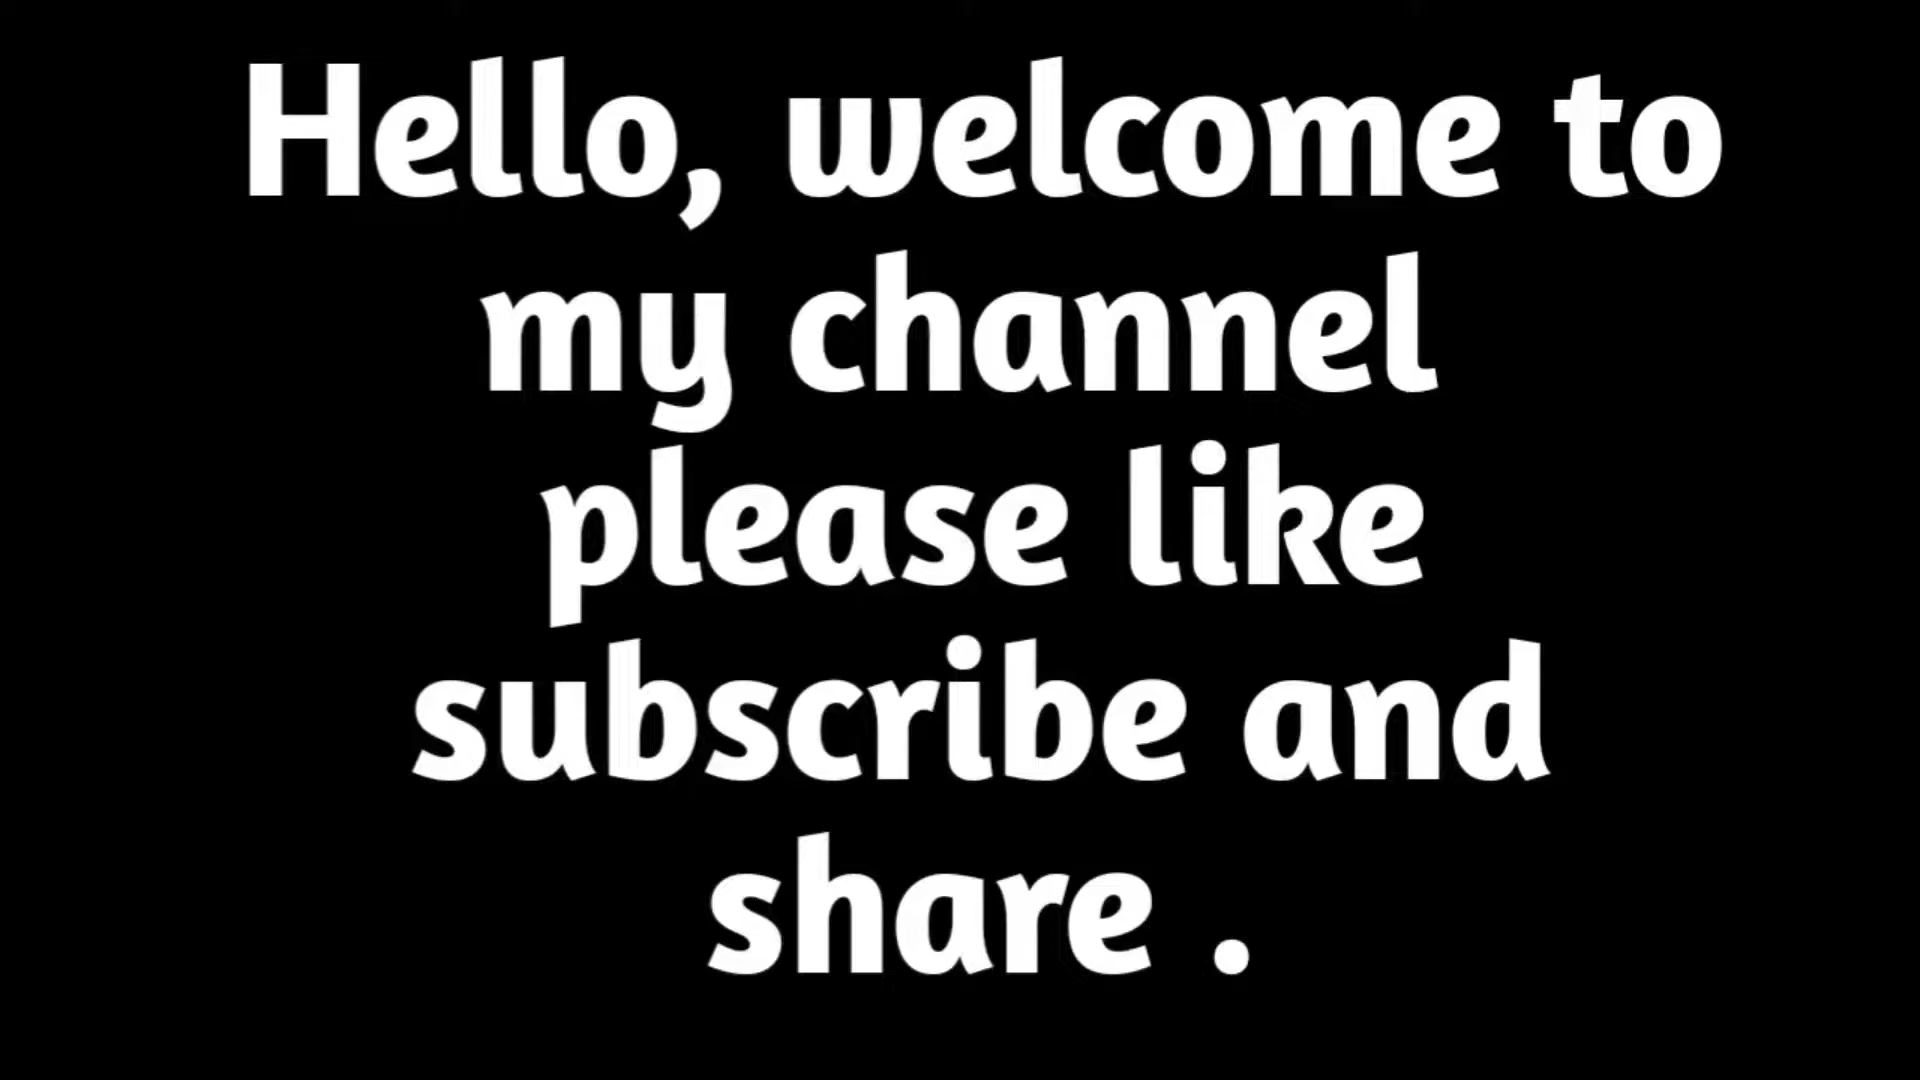 Hello, welcome to
my channel
please like
subscribe and
share .